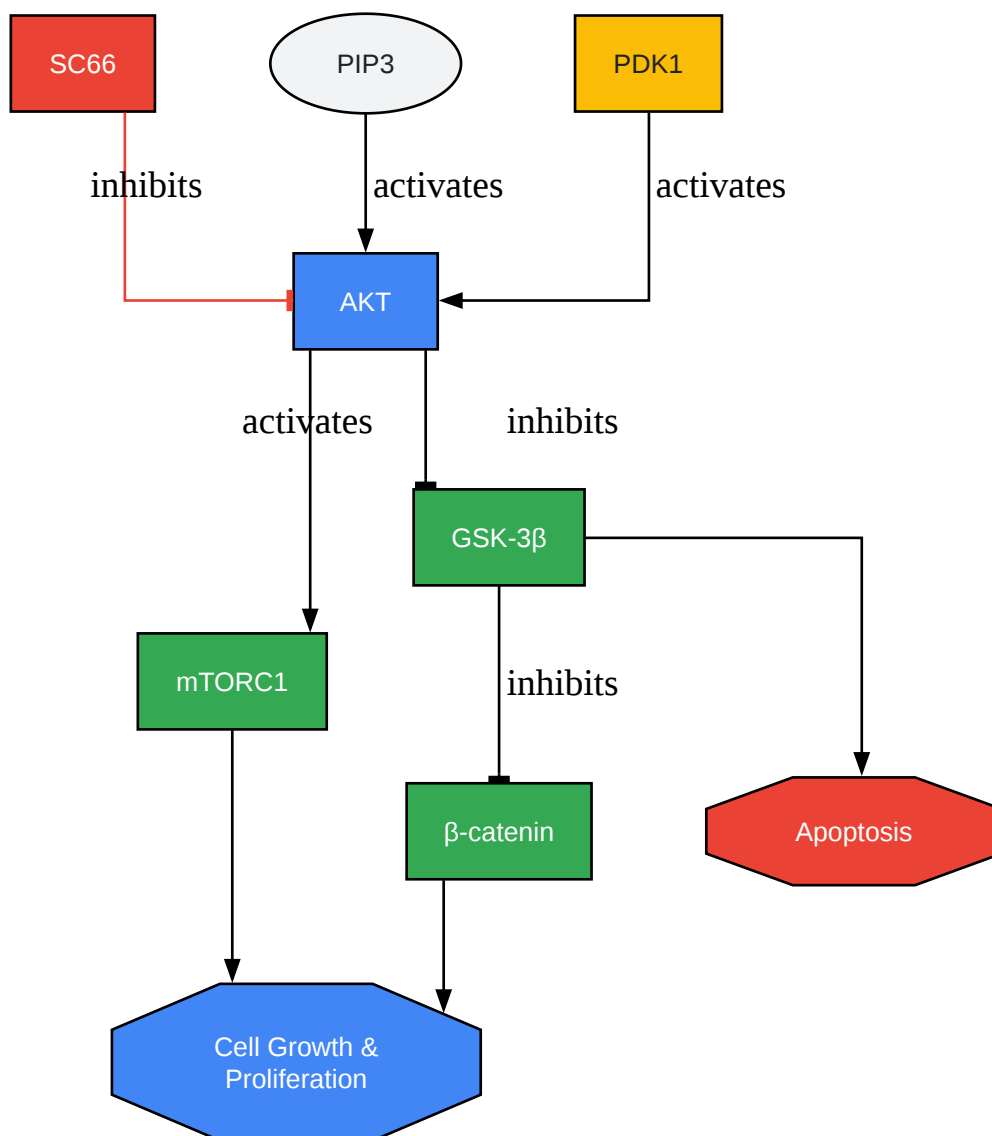 SC66
PIP3
PDK1
inhibits
activates
activates
AKT
activates
inhibits
GSK-3β
mTORC1
inhibits
β-catenin
Apoptosis
Cell Growth &
Proliferation